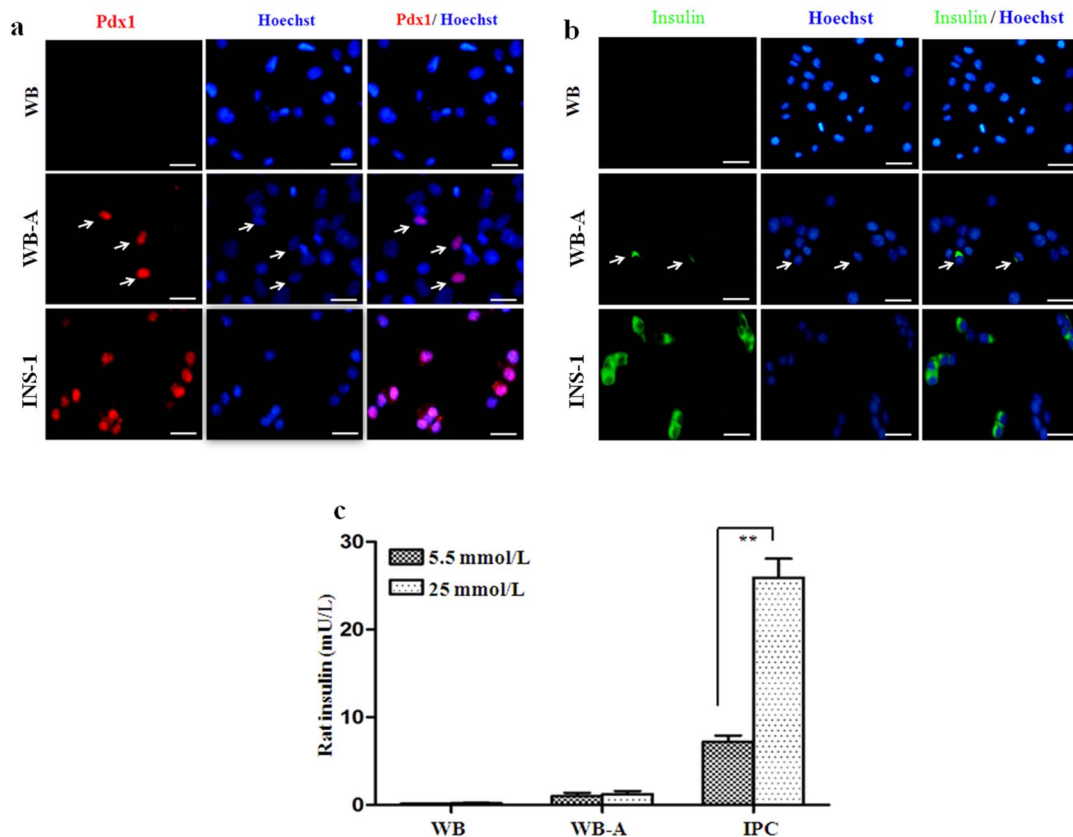 a
Pdx1 Hoechst Pdx1/ Hoechst
WB
WB-A
INS-1
b
Insulin Hoechst Insulin / Hoechst
WB
WB-A
INS-1
c
Rat insulin (mU/L)
30
20
10
0
5.5 mmol/L
25 mmol/L
**
WB WB-A IPC